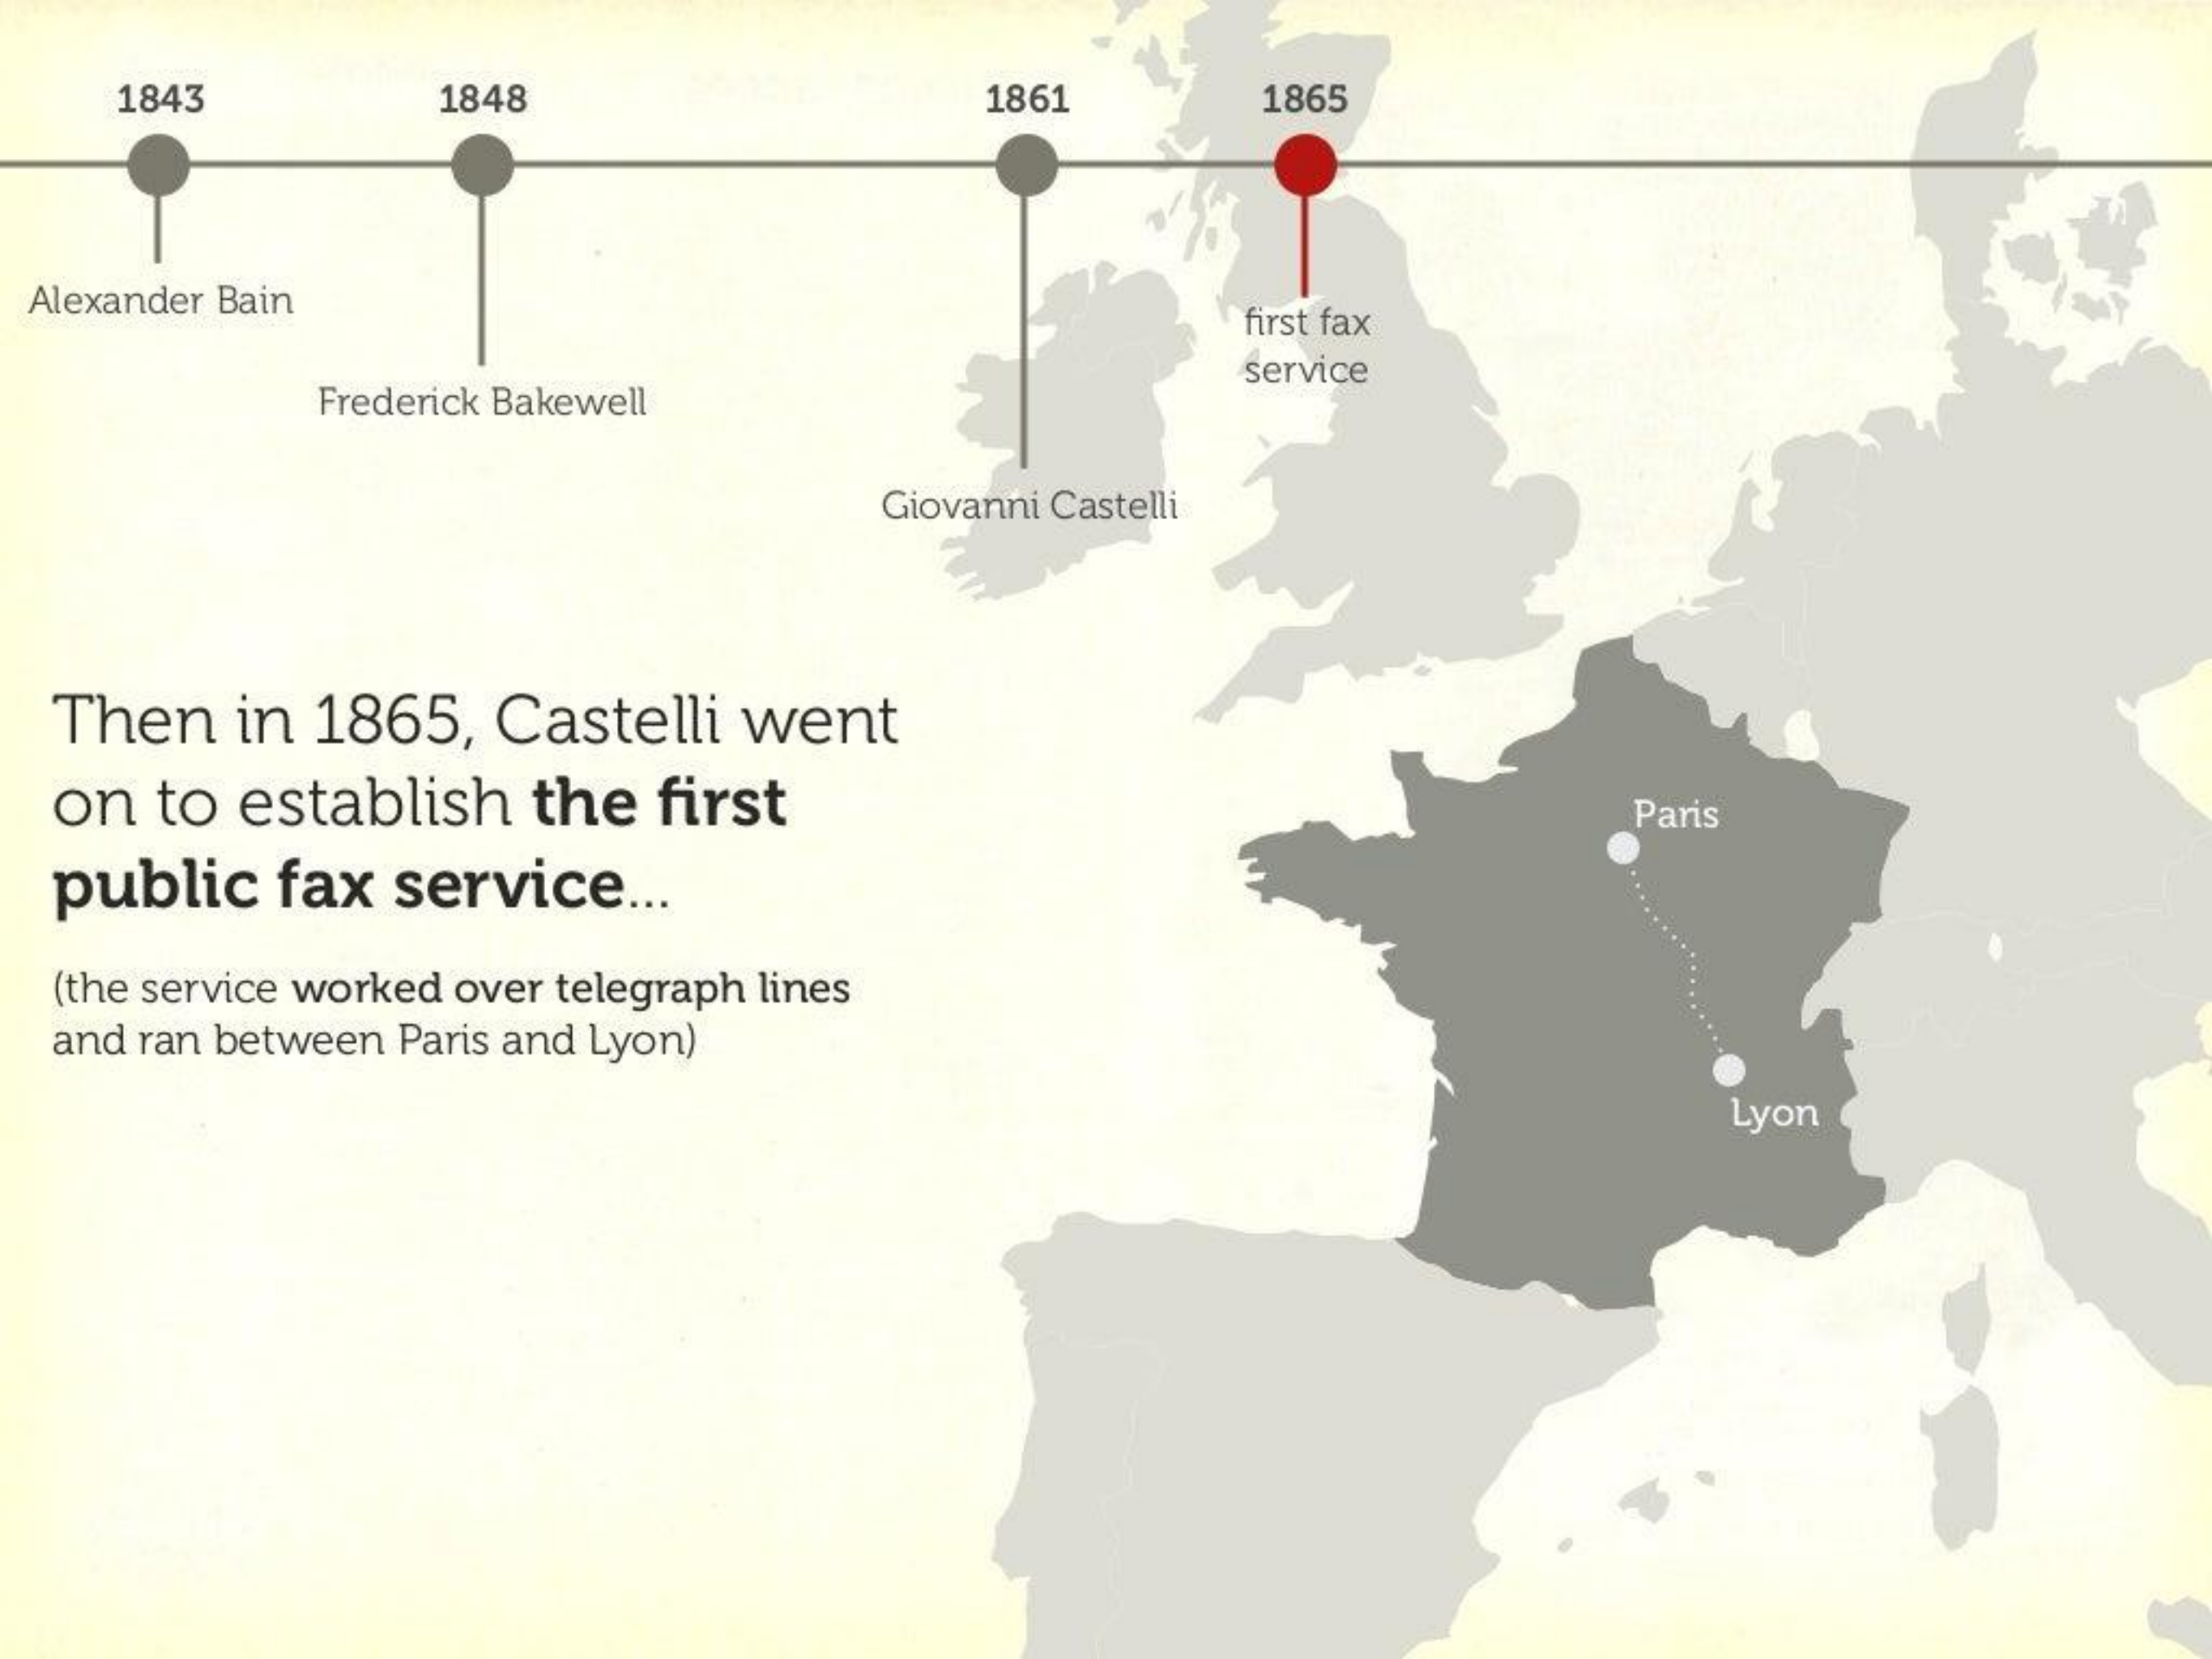 1843
1848
1861
1865
Alexander Bain
Frederick Bakewell
Giovanni Castelli
first fax
service
Then in 1865, Castelli went
on to establish the first
public fax service...
(the service worked over telegraph lines
and ran between Paris and Lyon)
Paris
Lyon